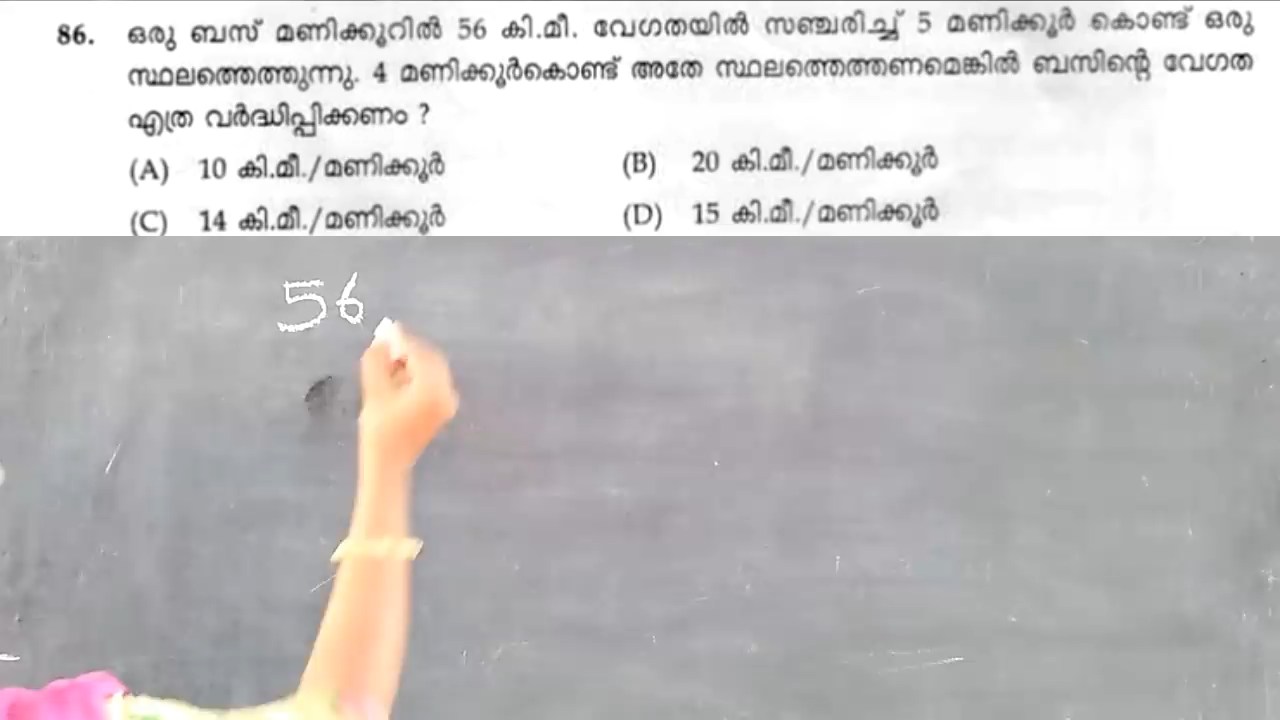 86. ഒരു ബസ് മണിക്കൂറിൽ 56 കി.മീ. വേഗതയിൽ സഞ്ചരിച്ച് 5 മണിക്കൂർ കൊണ്ട് ഒരു
സ്ഥലത്തെത്തുന്നു. 4 മണിക്കൂർകൊണ്ട് അതേ സ്ഥലത്തെത്തണമെങ്കിൽ ബസിന്റെ വേഗത
എത്ര വർദ്ധിപ്പിക്കണം ?
(A) 10 കി.മീ./മണിക്കൂർ (B) 20 കി.മീ./മണിക്കൂർ
(C) 14 കി.മീ./മണിക്കൂർ (D) 15 കി.മീ./മണിക്കൂർ
56